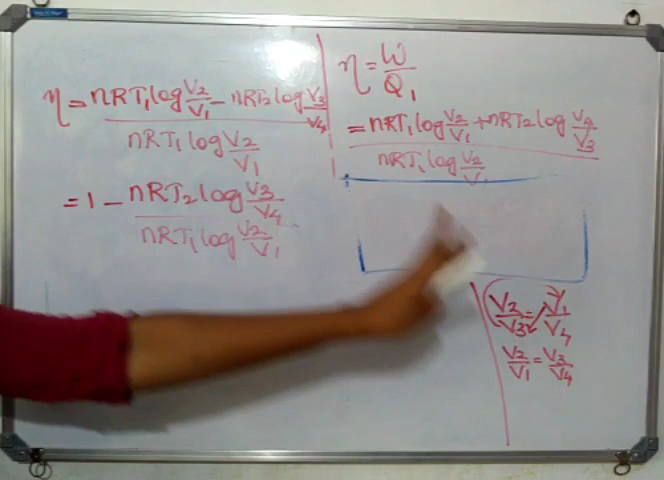 η = W / Q₁
= nRT₁ log V₂/V₁ + nRT₂ log V₄/V₃ / nRT₁ log V₂/V₁
η = nRT₁ log V₂/V₁ - nRT₂ log V₃/V₄ / nRT₁ log V₂/V₁
= 1 - nRT₂ log V₃/V₄ / nRT₁ log V₂/V₁
V₂/V₃ = V₁/V₄
V₂/V₁ = V₃/V₄